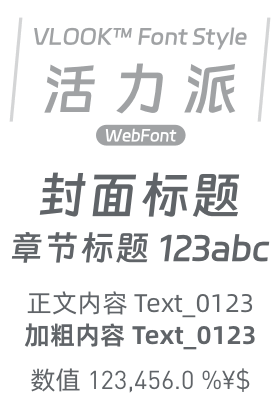 VLOOK™ Font Style
活力派
WebFont
封面标题
章节标题 123abc
正文内容 Text_0123
加粗内容 Text_0123
数值 123,456.0 %¥$